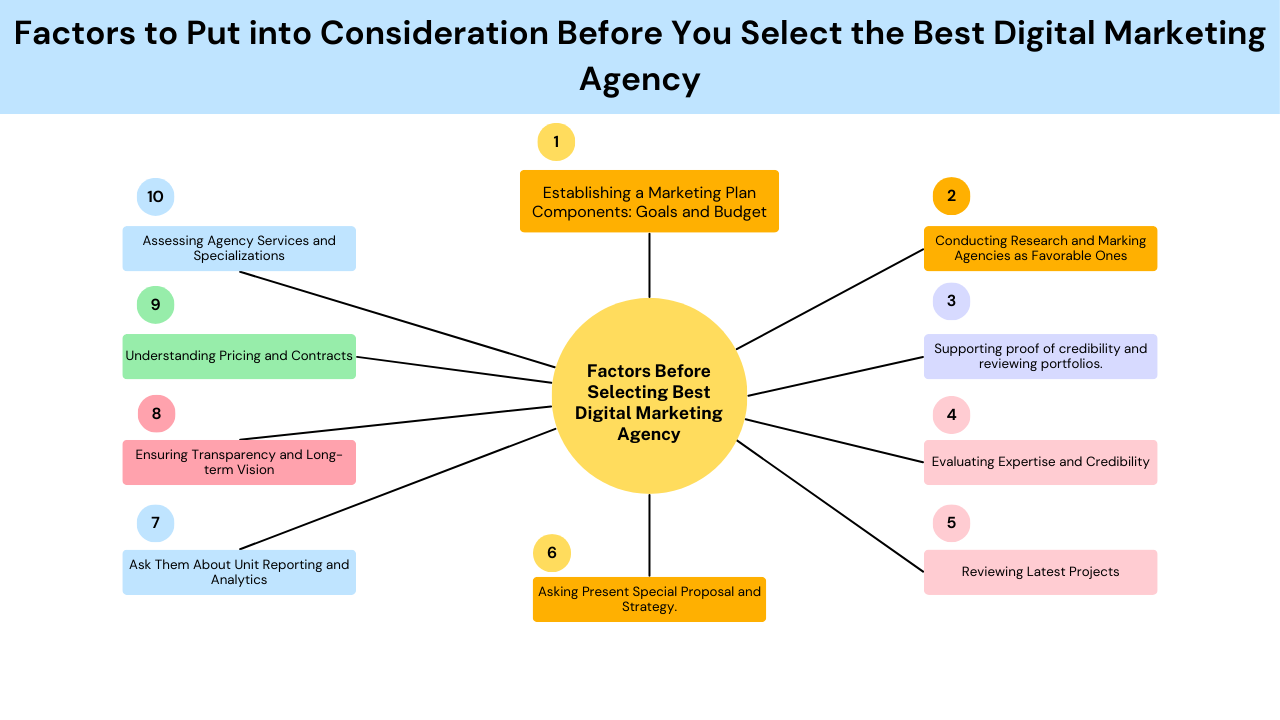 Factors to Put into Consideration Before You Select the Best Digital Marketing
Agency
1
Establishing a Marketing Plan
Components: Goals and Budget
2
Conducting Research and Marking
Agencies as Favorable Ones
3
Supporting proof of credibility and
reviewing portfolios.
4
Evaluating Expertise and Credibility
5
Reviewing Latest Projects
6
Asking Present Special Proposal and
Strategy.
7
Ask Them About Unit Reporting and
Analytics
8
Ensuring Transparency and Long-
term Vision
9
Understanding Pricing and Contracts
10
Assessing Agency Services and
Specializations
Factors Before
Selecting Best
Digital Marketing
Agency